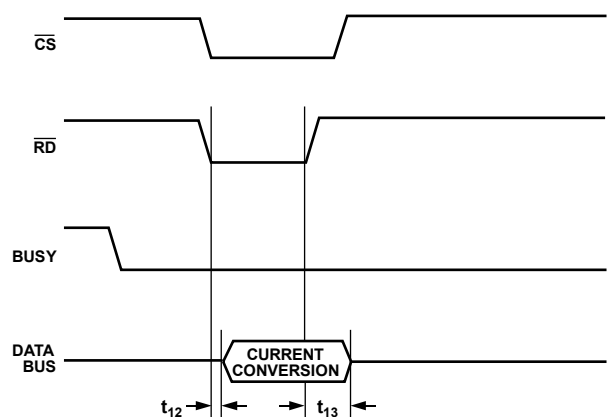 CS
RD
BUSY
DATA
BUS
CURRENT
CONVERSION
t12
t13